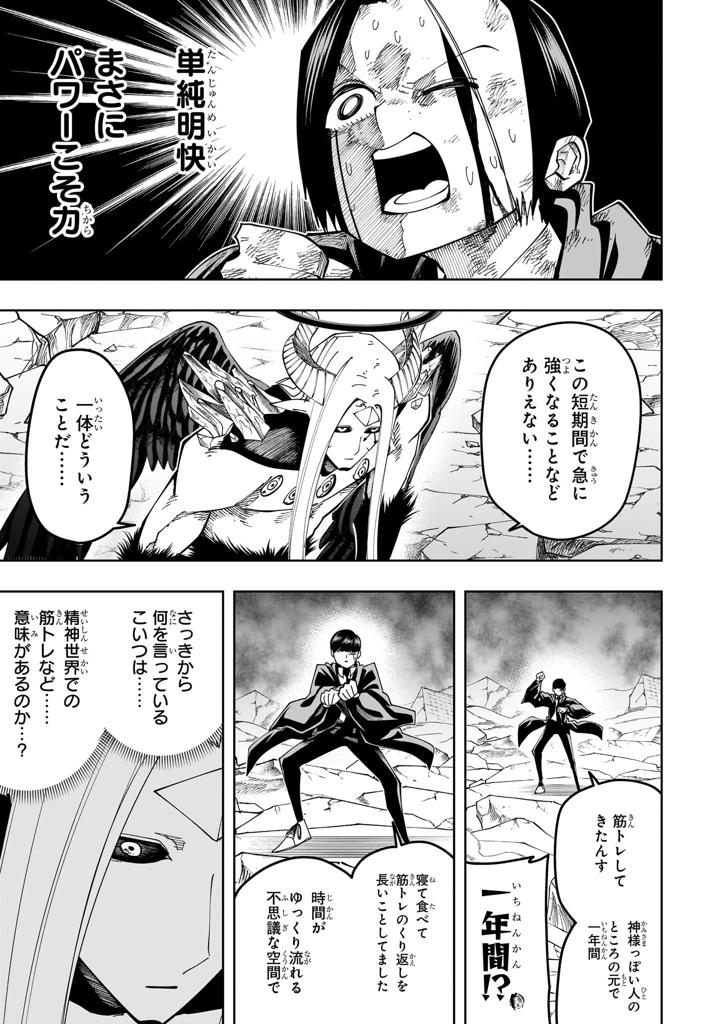 単純明快
まさに
パワーこそ力
この短期間で急に
強くなることなど
ありえない……
一体どういう
ことだ……
筋トレして
きたんす
神様っぽい人の
ところの元で
一年間
一年間!?
寝て食べて
筋トレのくり返しを
長いことしてました
時間が
ゆっくり流れる
不思議な空間で
さっきから
何を言っている
こいつは……
精神世界での
筋トレなど……
意味があるのか…?